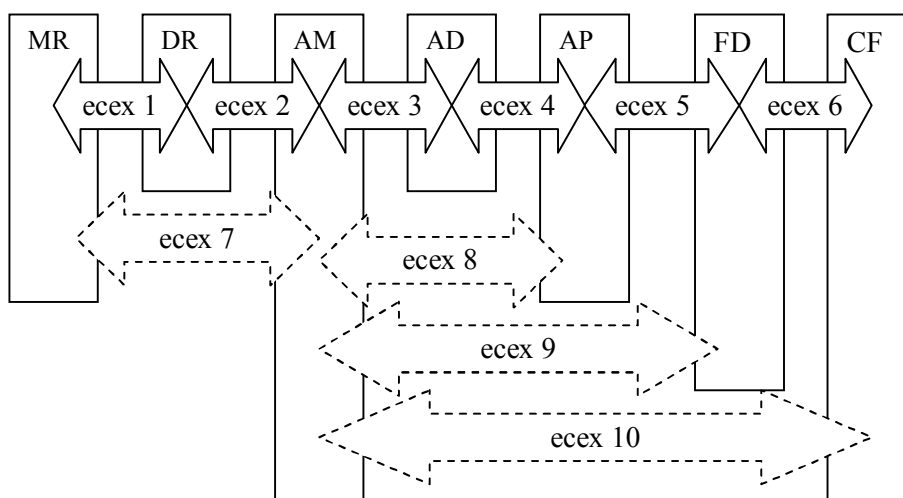 MR DR AM AD AP FD CF
ecex 1 ecex 2 ecex 3 ecex 4 ecex 5 ecex 6
ecex 7
ecex 8
ecex 9
ecex 10